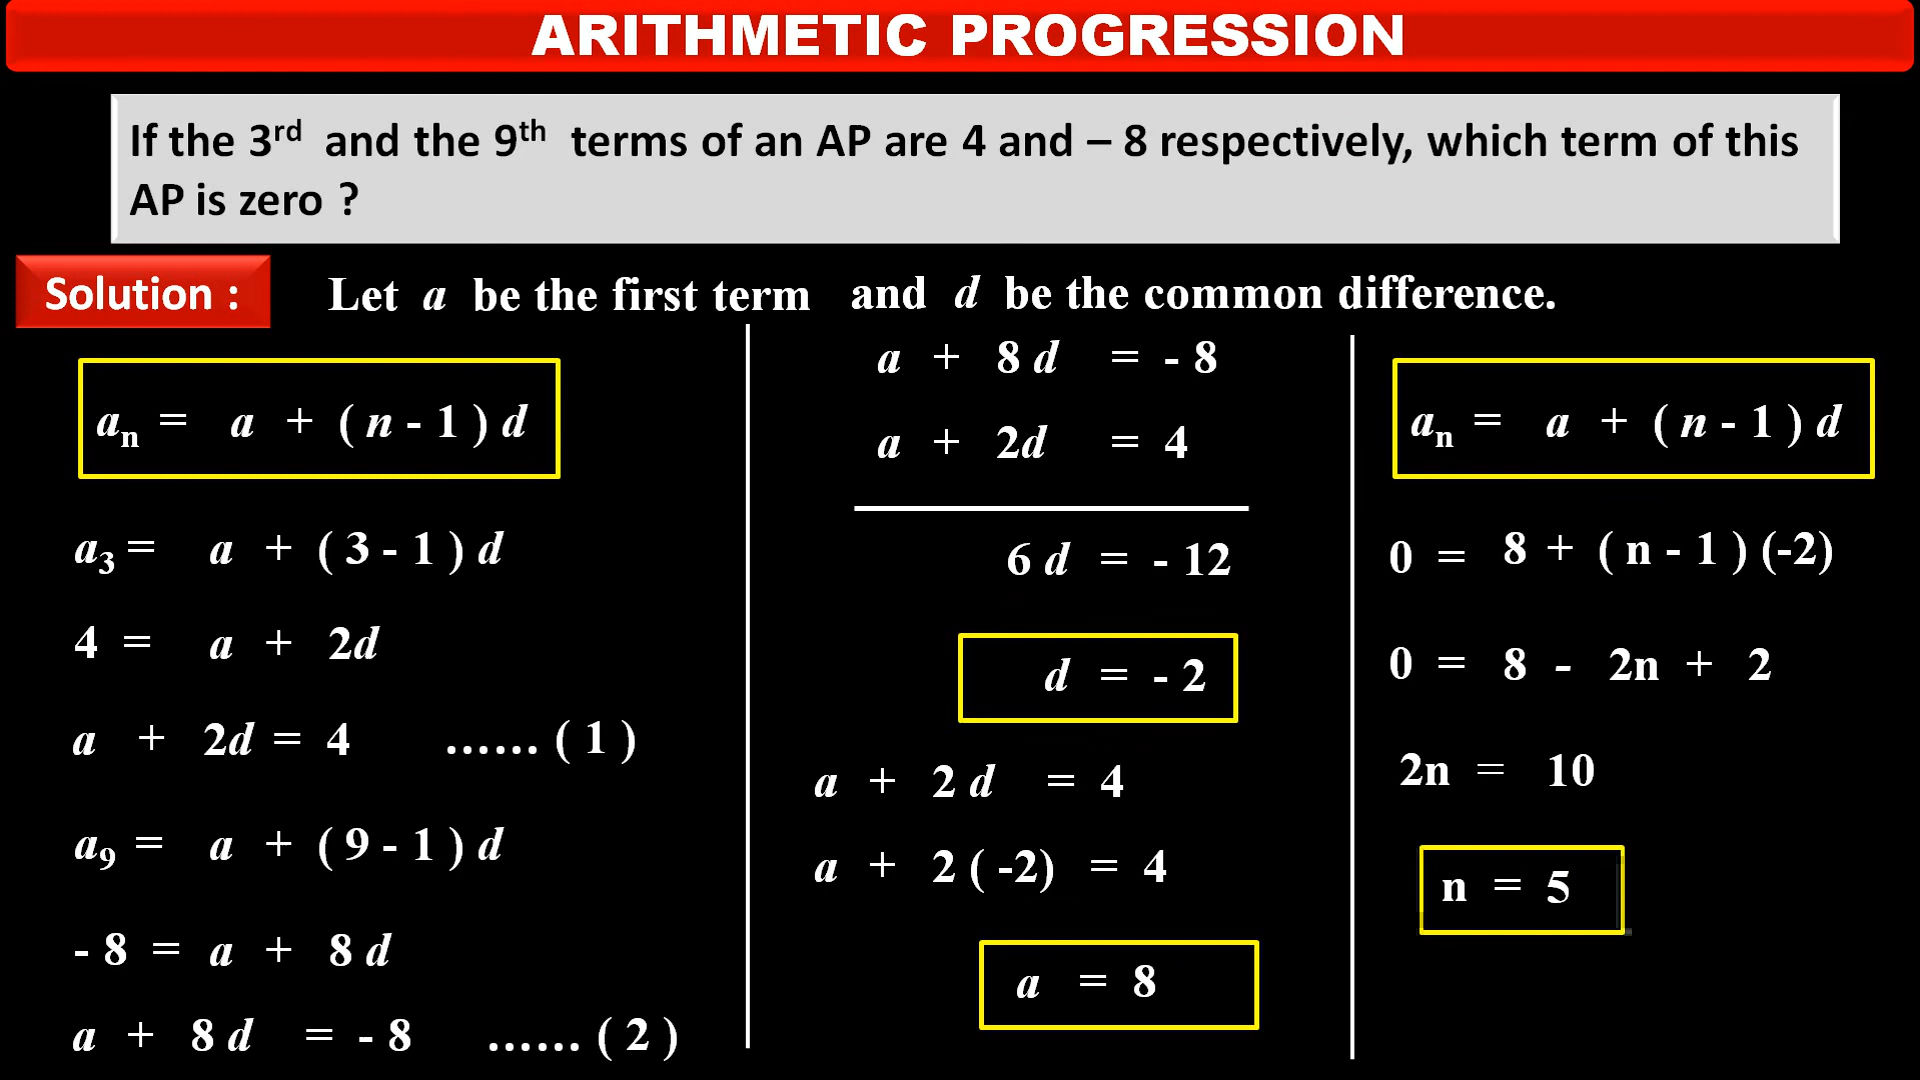 ARITHMETIC PROGRESSION
If the 3rd and the 9th terms of an AP are 4 and – 8 respectively, which term of this
AP is zero ?
Solution :
Let a be the first term and d be the common difference.
an = a + ( n - 1 ) d
a3 = a + ( 3 - 1 ) d
4 = a + 2d
a + 2d = 4 ...... ( 1 )
a9 = a + ( 9 - 1 ) d
- 8 = a + 8 d
a + 8 d = - 8 ...... ( 2 )
a + 8 d = - 8
a + 2d = 4
6 d = - 12
d = - 2
a + 2 d = 4
a + 2 ( -2) = 4
a = 8
an = a + ( n - 1 ) d
0 = 8 + ( n - 1 ) (-2)
0 = 8 - 2n + 2
2n = 10
n = 5